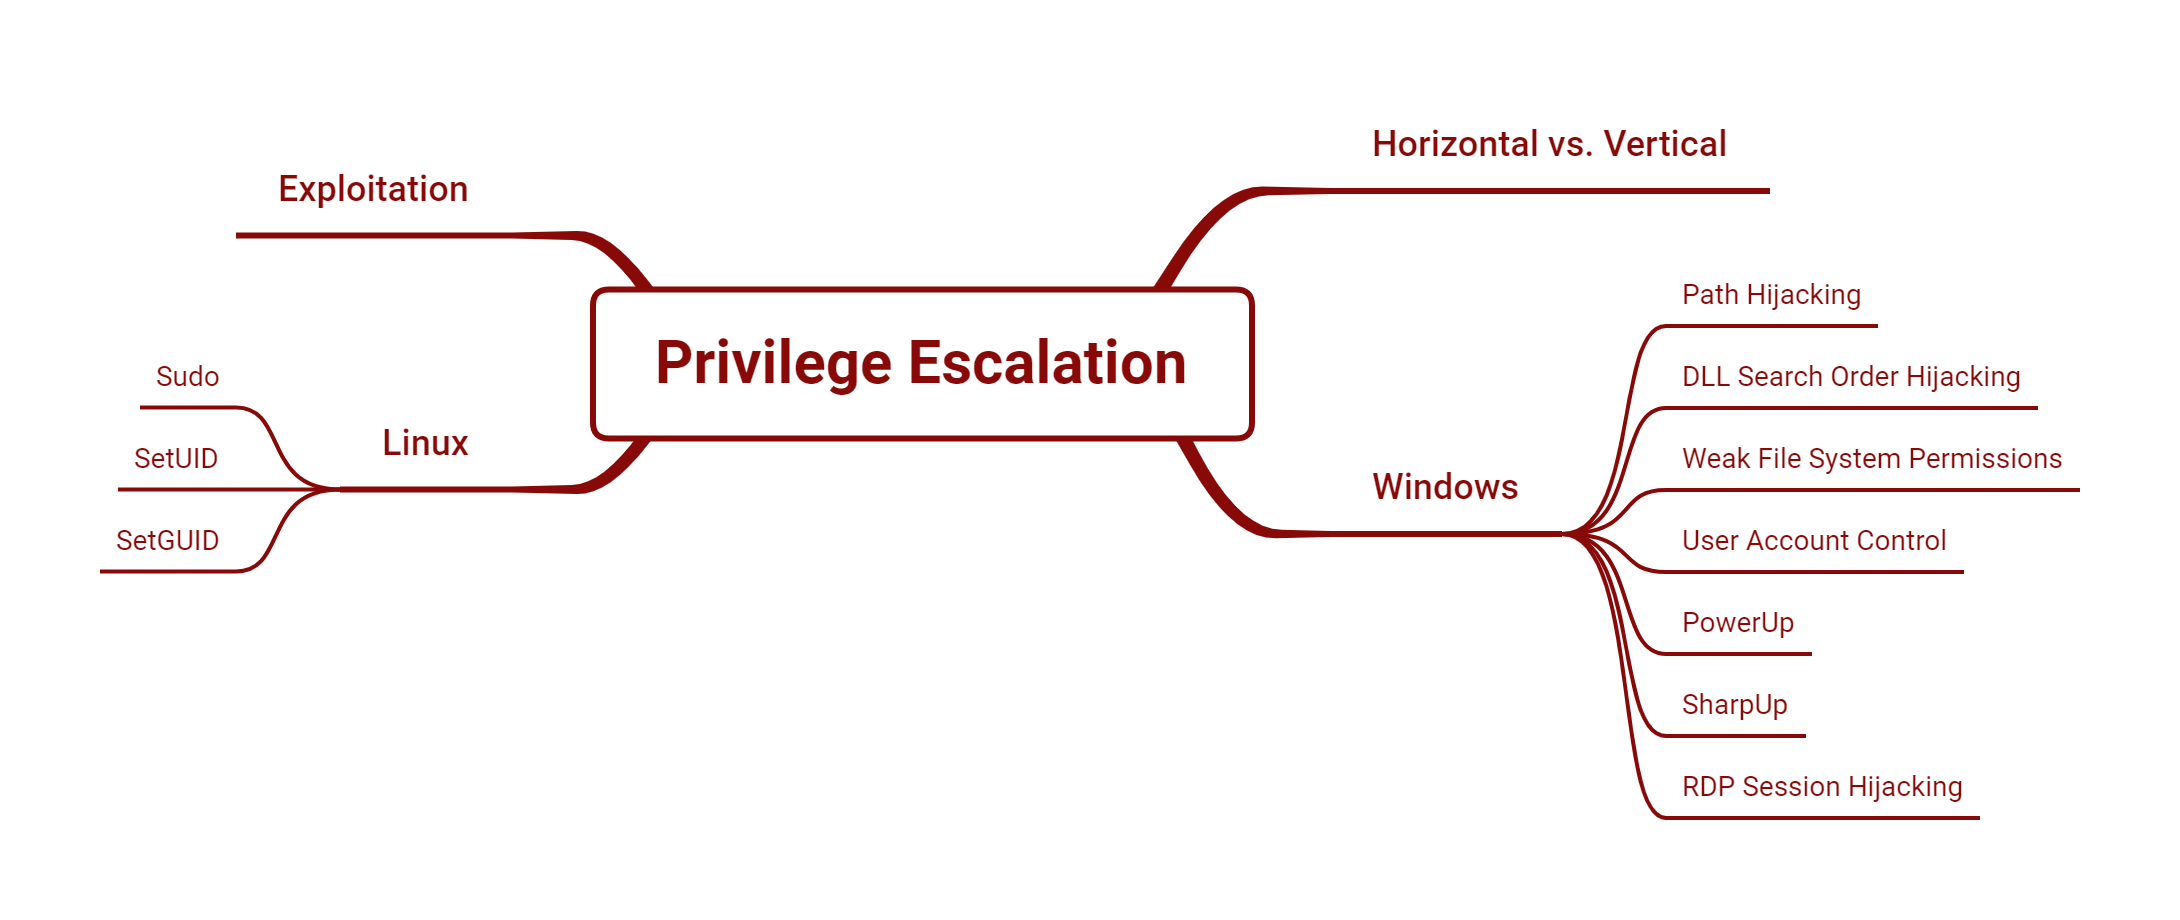 Privilege Escalation
Exploitation
Linux
Sudo
SetUID
SetGUID
Horizontal vs. Vertical
Windows
Path Hijacking
DLL Search Order Hijacking
Weak File System Permissions
User Account Control
PowerUp
SharpUp
RDP Session Hijacking